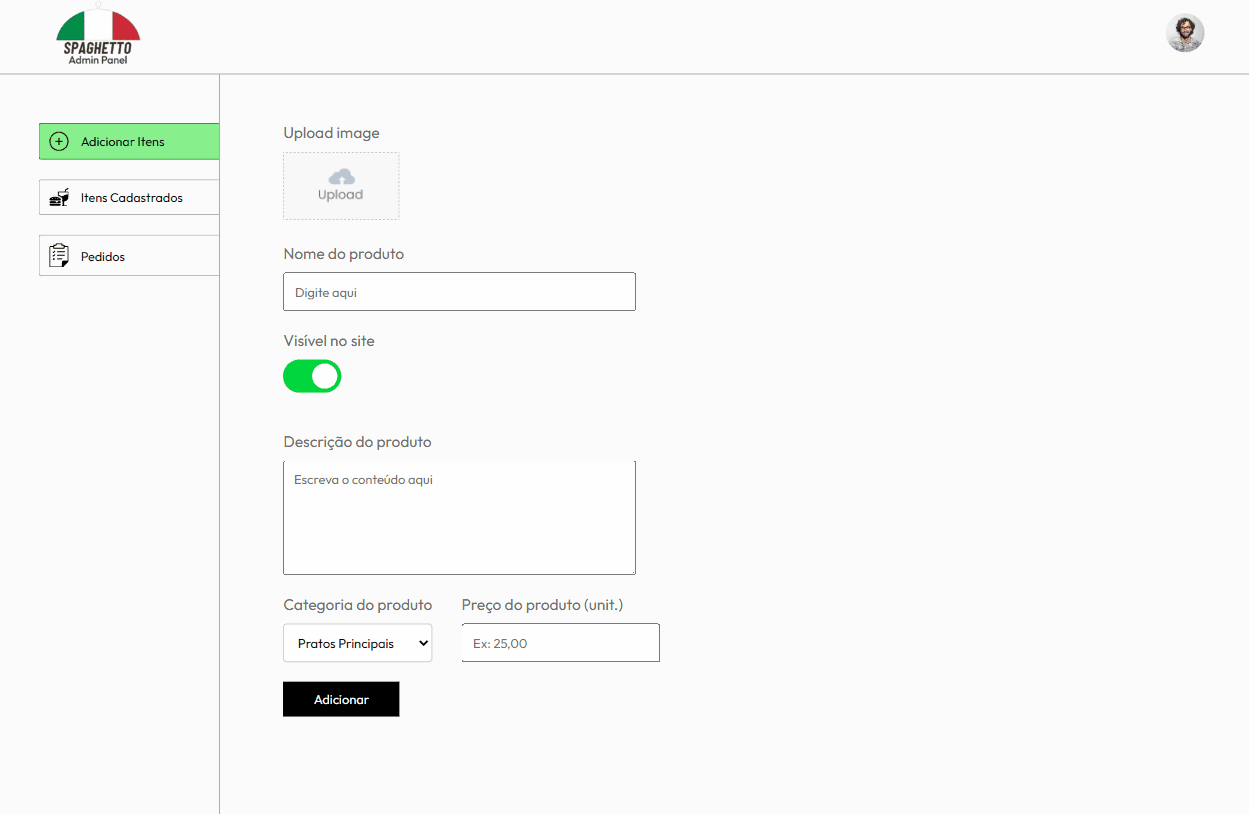 SPAGHETTO
Admin Panel
Adicionar Itens
Itens Cadastrados
Pedidos
Upload image
Upload
Nome do produto
Digite aqui
Visível no site
Descrição do produto
Escreva o conteúdo aqui
Categoria do produto
Preço do produto (unit.)
Pratos Principais
Ex: 25,00
Adicionar